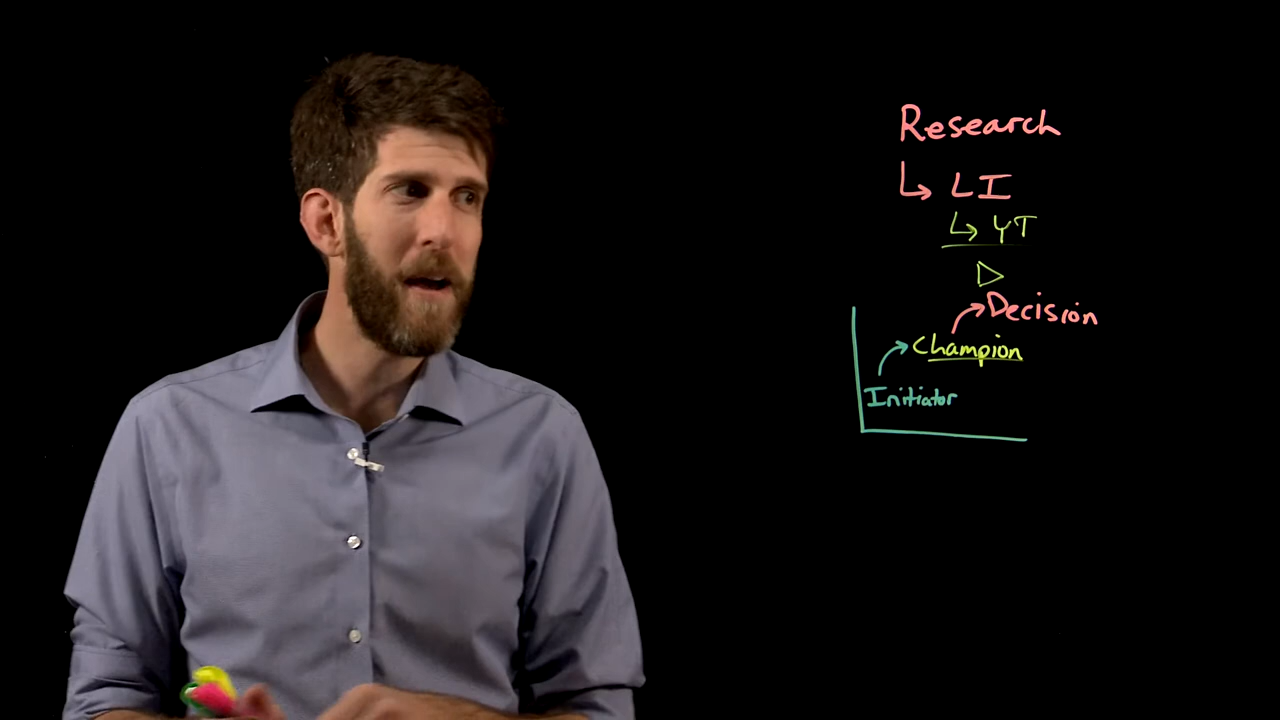 Research
↳ LI
↳ YT
Decision
Champion
Initiator